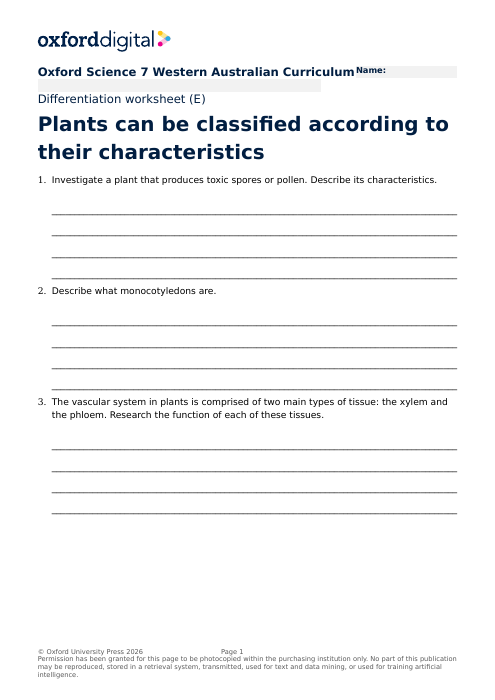 oxforddigital
Oxford Science 7 Western Australian Curriculum Name:
Differentiation worksheet (E)
Plants can be classified according to
their characteristics
1. Investigate a plant that produces toxic spores or pollen. Describe its characteristics.
2. Describe what monocotyledons are.
3. The vascular system in plants is comprised of two main types of tissue: the xylem and
the phloem. Research the function of each of these tissues.
© Oxford University Press 2026 Page 1
Permission has been granted for this page to be photocopied within the purchasing institution only. No part of this publication
may be reproduced, stored in a retrieval system, transmitted, used for text and data mining, or used for training artificial
intelligence.